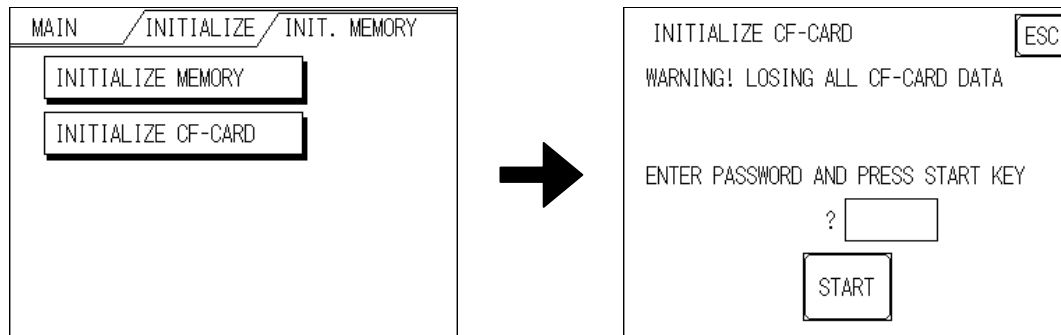 MAIN INITIALIZE INIT. MEMORY
INITIALIZE MEMORY
INITIALIZE CF-CARD
INITIALIZE CF-CARD
ESC
WARNING! LOSING ALL CF-CARD DATA
ENTER PASSWORD AND PRESS START KEY
?
START